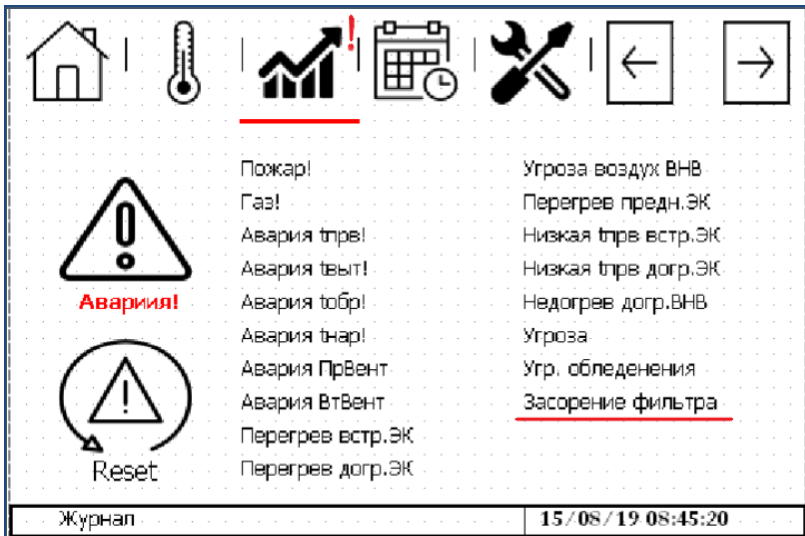 !
Пожар!
Газ!
Авария tпрв!
Авария tвыт!
Авария tобр!
Авария tнар!
Авария ПрВент
Авария ВтВент
Перегрев встр.ЭК
Перегрев догр.ЭК
Угроза воздух ВНВ
Перегрев предн.ЭК
Низкая tпрв встр.ЭК
Низкая tпрв догр.ЭК
Недогрев догр.ВНВ
Угроза
Угр. обледенения
Засорение фильтра
Авариия!
Reset
Журнал
15/08/19 08:45:20